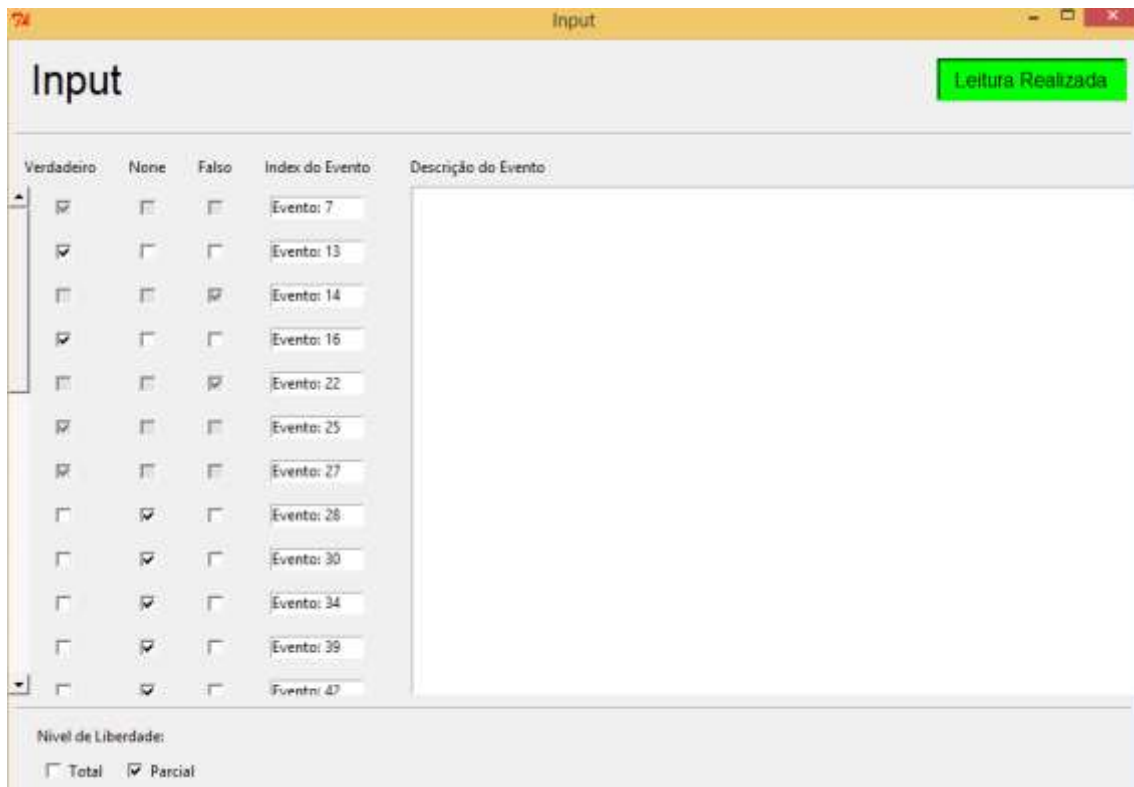 Input
Input
Leitura Realizada
Verdadeiro None Falso Index do Evento Descrição do Evento
Evento: 7
Evento: 13
Evento: 14
Evento: 16
Evento: 22
Evento: 25
Evento: 27
Evento: 28
Evento: 30
Evento: 34
Evento: 39
Evento: 47
Nivel de Liberdade:
Total Parcial